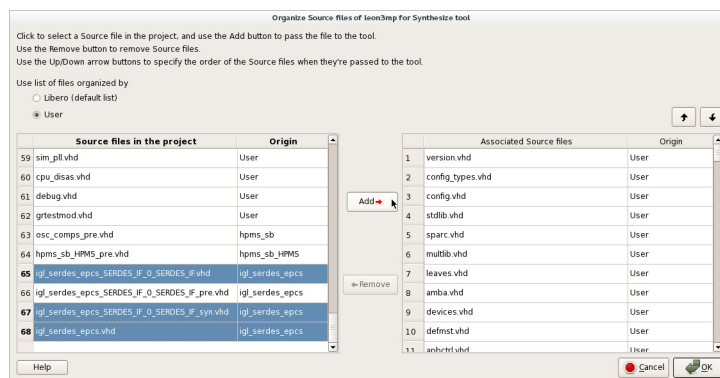 Organize Source files of leon3mp for Synthesize tool
Click to select a Source file in the project, and use the Add button to pass the file to the tool.
Use the Remove button to remove Source files.
Use the Up/Down arrow buttons to specify the order of the Source files when they're passed to the tool.
Use list of files organized by
Libero (default list)
User
Source files in the project Origin
59 sim_pll.vhd User
60 cpu_disas.vhd User
61 debug.vhd User
62 grtestmod.vhd User
63 osc_comps_pre.vhd hpms_sb
64 hpms_sb_HPMS_pre.vhd hpms_sb_HPMS
65 igl_serdes_epcs_SERDES_IF_0_SERDES_IF.vhd igl_serdes_epcs
66 igl_serdes_epcs_SERDES_IF_0_SERDES_IF_pre.vhd igl_serdes_epcs
67 igl_serdes_epcs_SERDES_IF_0_SERDES_IF_syn.vhd igl_serdes_epcs
68 igl_serdes_epcs.vhd igl_serdes_epcs
Add
Remove
Associated Source files Origin
1 version.vhd User
2 config_types.vhd User
3 config.vhd User
4 stdlib.vhd User
5 sparc.vhd User
6 multlib.vhd User
7 leaves.vhd User
8 amba.vhd User
9 devices.vhd User
10 defmst.vhd User
11 apbctrl.vhd User
Help
Cancel
OK